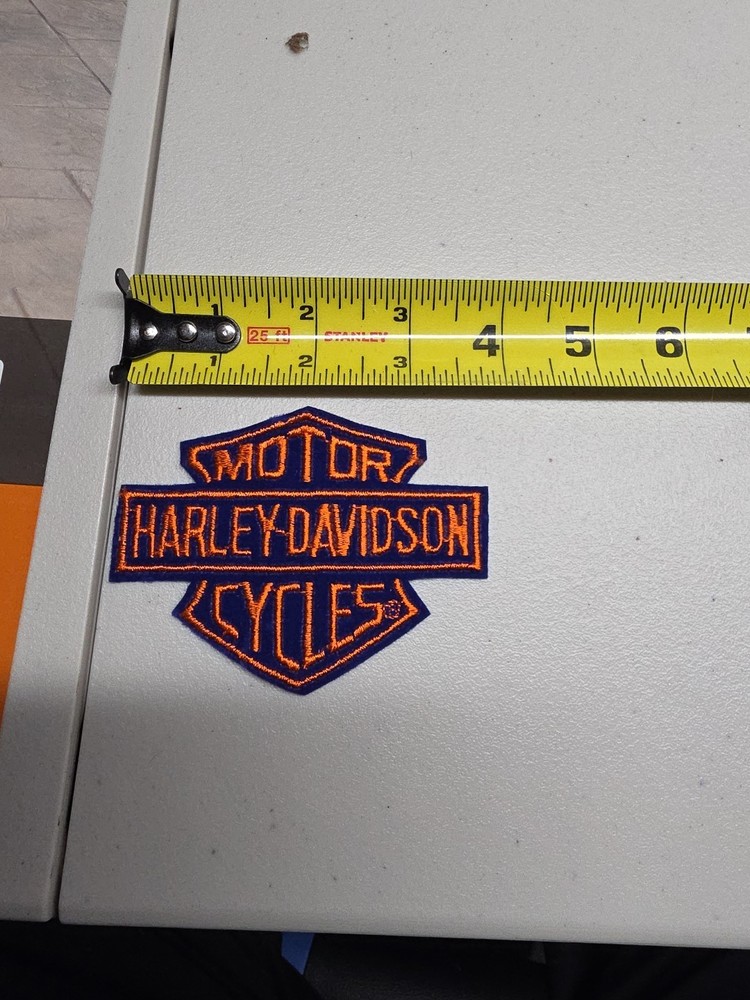 1 2 3
25 ft STANLEY 4 5 6
1 2 3
MOTOR
HARLEY-DAVIDSON
CYCLES®